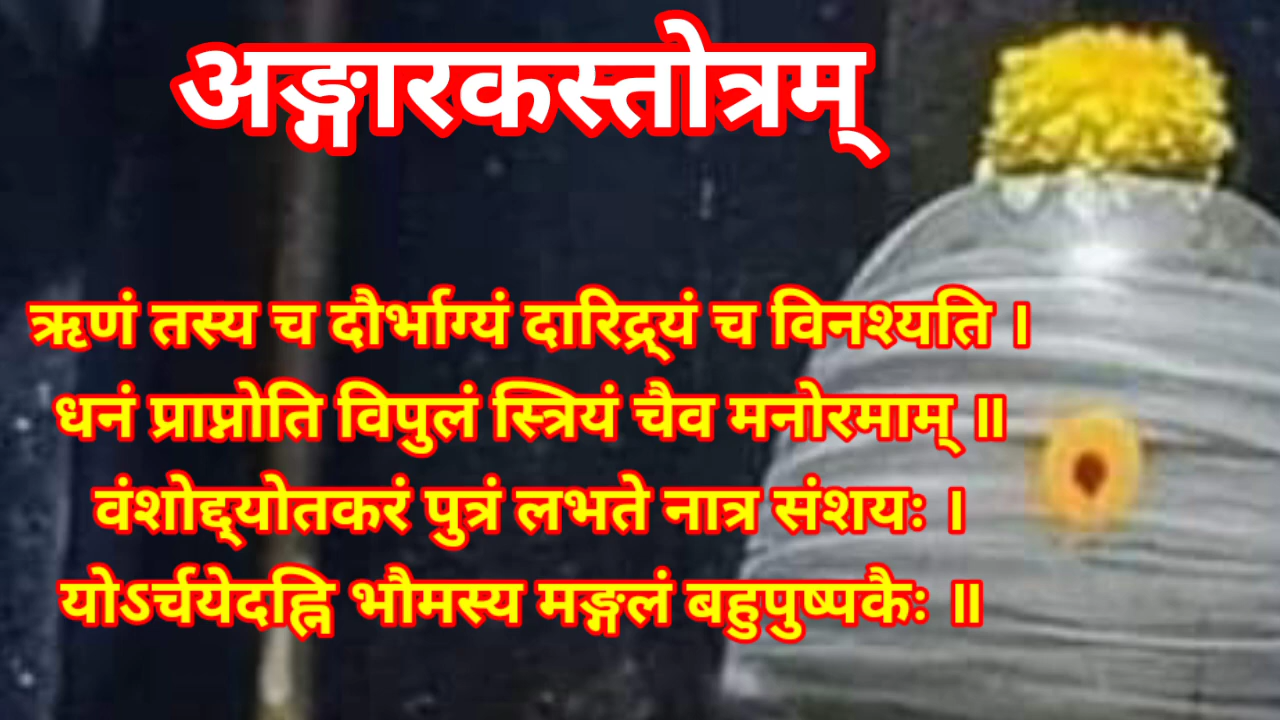 अङ्गारकस्तोत्रम्
ऋणं तस्य च दौर्भाग्यं दारिद्र्यं च विनश्यति ।
धनं प्राप्नोति विपुलं स्त्रियं चैव मनोरमाम् ॥
वंशोद्द्योतकरं पुत्रं लभते नात्र संशयः ।
योऽर्चयेदह्नि भौमस्य मङ्गलं बहुपुष्पकैः ॥